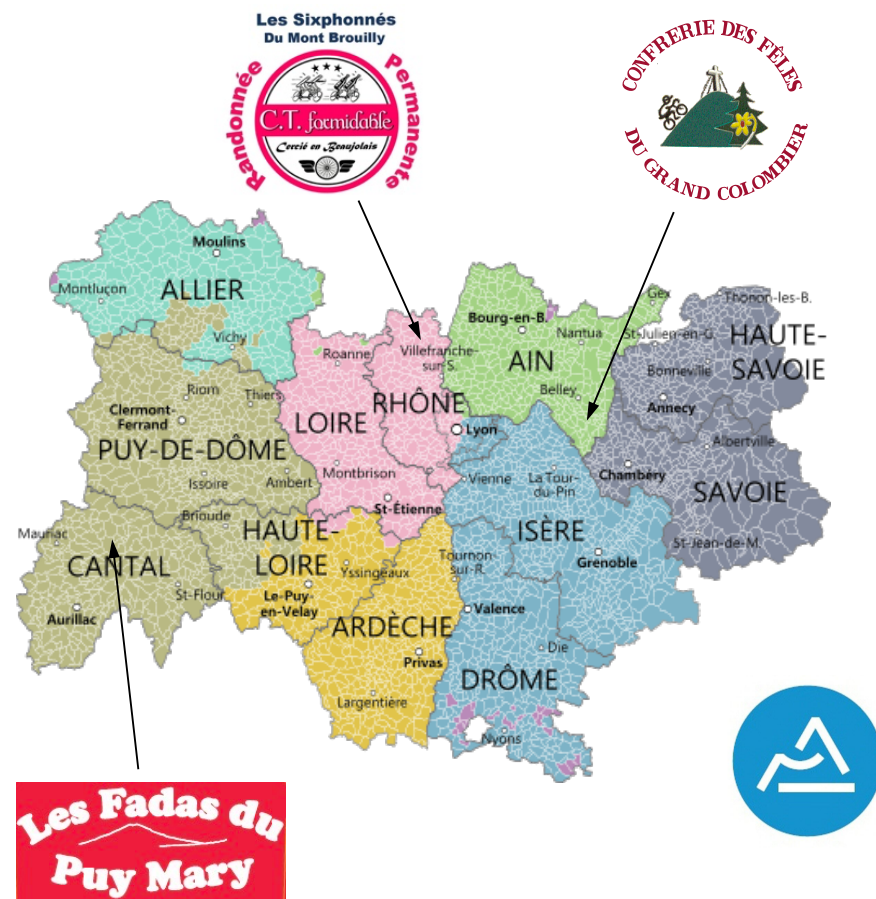 Les Sixphonnés
Du Mont Brouilly
Randonnée
Permanente
C.T. formidable
Cercié en Beaujolais
CONFRERIE DES FÊLES
DU GRAND COLOMBIER
Moulins
Montluçon
ALLIER
Vichy
Bourg-en-B.
Gex
Nantua
AIN
Belley
Thonon-les-B.
St-Julien-en-G.
HAUTE-
SAVOIE
Bonneville
Annecy
Roanne
Villefranche-
sur-S.
RHÔNE
LOIRE
Lyon
Riom
Thiers
Clermont-
Ferrand
PUY-DE-DÔME
Issoire
Ambert
Montbrison
St-Étienne
Vienne
La Tour-
du-Pin
Chambéry
Albertville
SAVOIE
St-Jean-de-M.
ISÈRE
Grenoble
Mauriac
Brioude
CANTAL
HAUTE-
LOIRE
Yssingeaux
Tournon-
sur-R.
St-Flour
Le-Puy-
en-Velay
Aurillac
Valence
ARDÈCHE
Privas
Die
DRÔME
Largentière
Nyons
Les Fadas du
Puy Mary